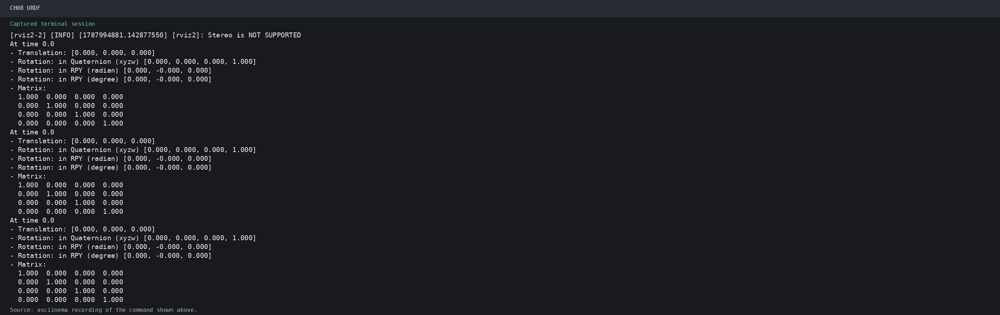 CH08 URDF
Captured terminal session
[rviz2-2] [INFO] [1787994881.142877550] [rviz2]: Stereo is NOT SUPPORTED
At time 0.0
- Translation: [0.000, 0.000, 0.000]
- Rotation: in Quaternion (xyzw) [0.000, 0.000, 0.000, 1.000]
- Rotation: in RPY (radian) [0.000, -0.000, 0.000]
- Rotation: in RPY (degree) [0.000, -0.000, 0.000]
- Matrix:
  1.000  0.000  0.000  0.000
  0.000  1.000  0.000  0.000
  0.000  0.000  1.000  0.000
  0.000  0.000  0.000  1.000
At time 0.0
- Translation: [0.000, 0.000, 0.000]
- Rotation: in Quaternion (xyzw) [0.000, 0.000, 0.000, 1.000]
- Rotation: in RPY (radian) [0.000, -0.000, 0.000]
- Rotation: in RPY (degree) [0.000, -0.000, 0.000]
- Matrix:
  1.000  0.000  0.000  0.000
  0.000  1.000  0.000  0.000
  0.000  0.000  1.000  0.000
  0.000  0.000  0.000  1.000
At time 0.0
- Translation: [0.000, 0.000, 0.000]
- Rotation: in Quaternion (xyzw) [0.000, 0.000, 0.000, 1.000]
- Rotation: in RPY (radian) [0.000, -0.000, 0.000]
- Rotation: in RPY (degree) [0.000, -0.000, 0.000]
- Matrix:
  1.000  0.000  0.000  0.000
  0.000  1.000  0.000  0.000
  0.000  0.000  1.000  0.000
  0.000  0.000  0.000  1.000
Source: asciinema recording of the command shown above.